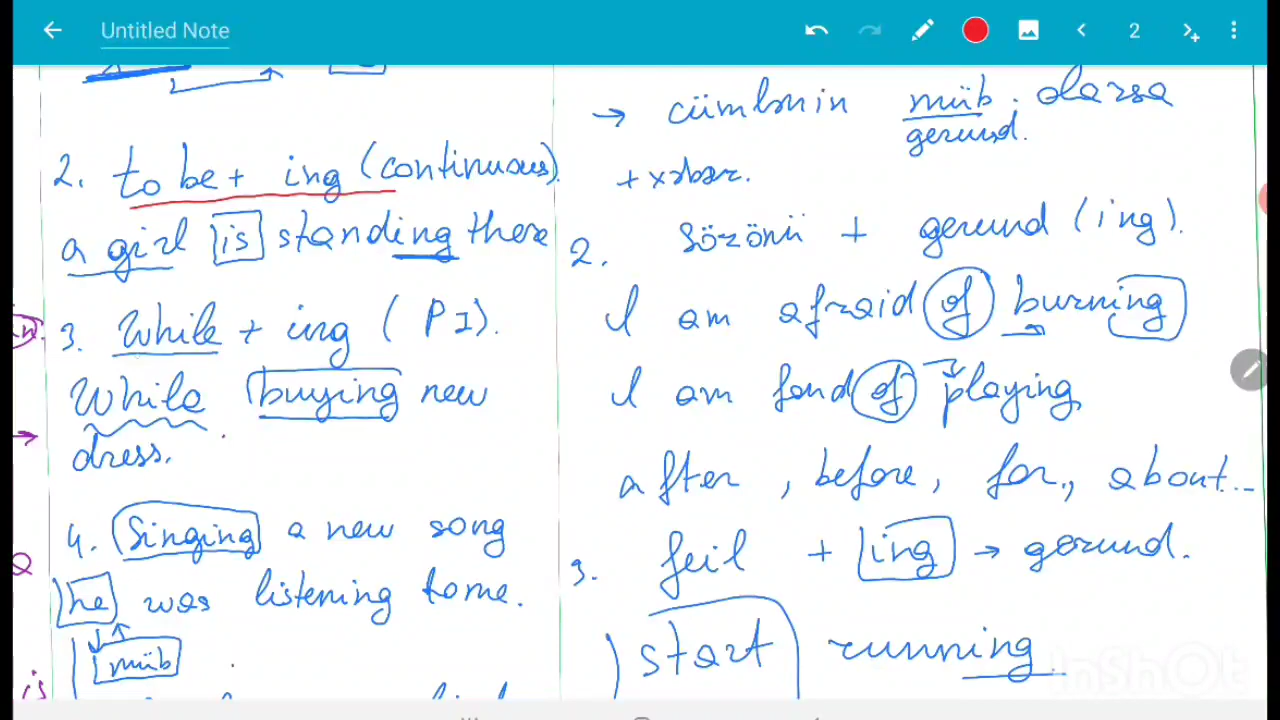 Untitled Note
2
2. to be + ing (continuous).
a girl is standing there
3. While + ing (P I).
While buying new
dress.
4. Singing a new song
he was listening to me.
müb
is
→ cümlənin müb. olarsa
gerund.
+ xəbər.
2. sözönü + gerund (ing).
I am afraid of burning
I am fond of playing
after, before, for, about...
3. feil + ing → gerund.
start running
InShOt